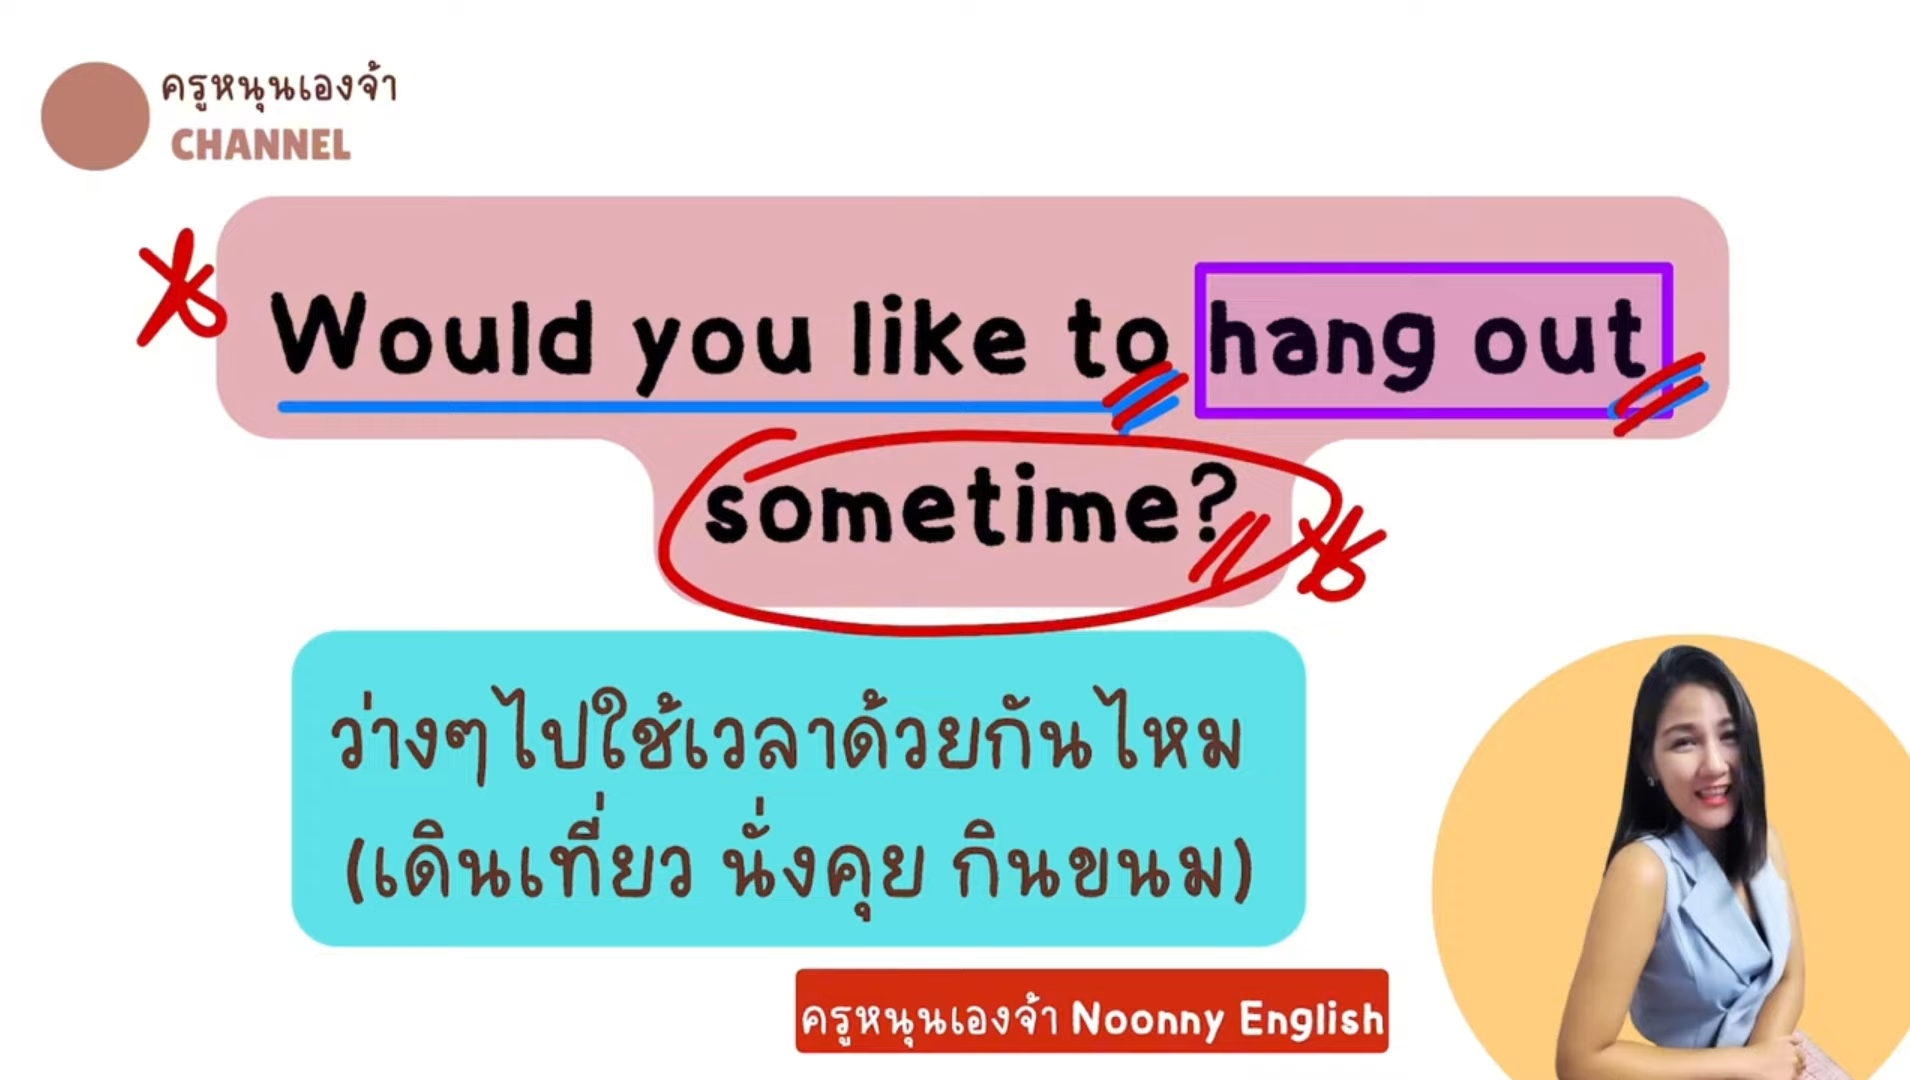 ครูหนุนเองจ้า
CHANNEL
Would you like to hang out
sometime?
ว่างๆไปใช้เวลาด้วยกันไหม
(เดินเที่ยว นั่งคุย กินขนม)
ครูหนุนเองจ้า Noonny English